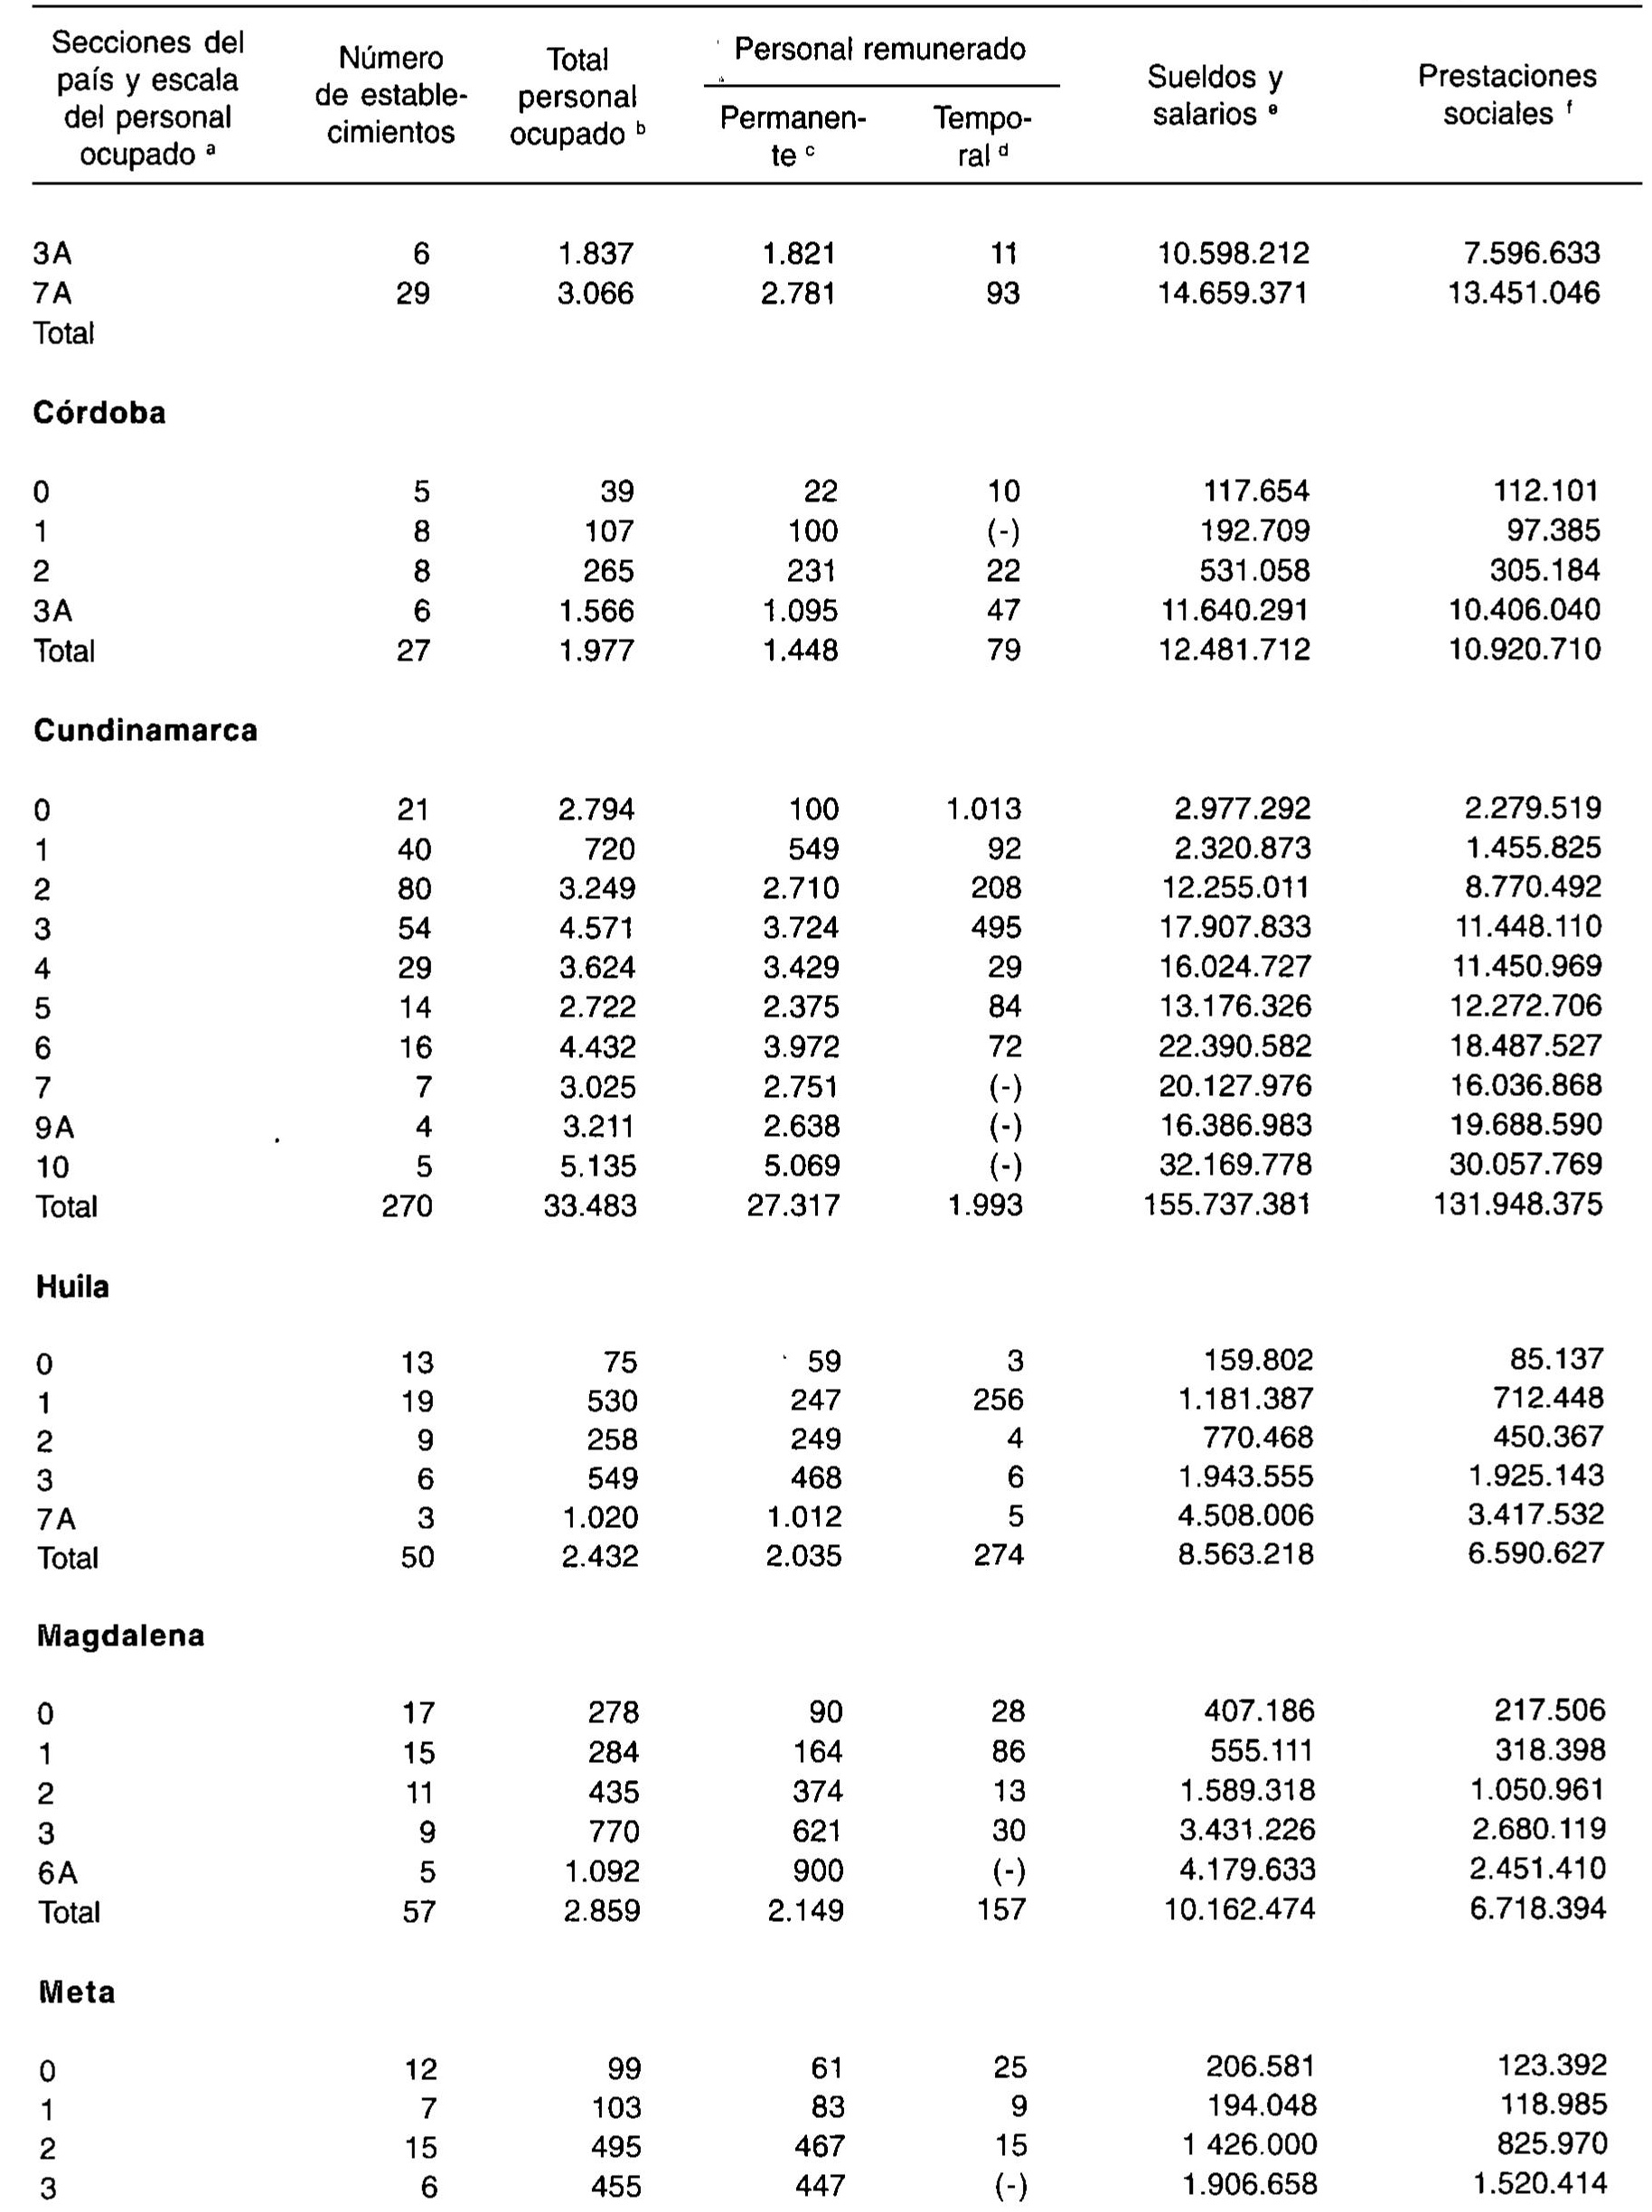 Secciones del país y escala del personal ocupado a | Número de estable-cimientos | Total personal ocupado b | Personal remunerado | Sueldos y salarios e | Prestaciones sociales f
Permanen-te c | Tempo-ral d
3A 6 1.837 1.821 11 10.598.212 7.596.633
7A 29 3.066 2.781 93 14.659.371 13.451.046
Total
Córdoba
0 5 39 22 10 117.654 112.101
1 8 107 100 (-) 192.709 97.385
2 8 265 231 22 531.058 305.184
3A 6 1.566 1.095 47 11.640.291 10.406.040
Total 27 1.977 1.448 79 12.481.712 10.920.710
Cundinamarca
0 21 2.794 100 1.013 2.977.292 2.279.519
1 40 720 549 92 2.320.873 1.455.825
2 80 3.249 2.710 208 12.255.011 8.770.492
3 54 4.571 3.724 495 17.907.833 11.448.110
4 29 3.624 3.429 29 16.024.727 11.450.969
5 14 2.722 2.375 84 13.176.326 12.272.706
6 16 4.432 3.972 72 22.390.582 18.487.527
7 7 3.025 2.751 (-) 20.127.976 16.036.868
9A 4 3.211 2.638 (-) 16.386.983 19.688.590
10 5 5.135 5.069 (-) 32.169.778 30.057.769
Total 270 33.483 27.317 1.993 155.737.381 131.948.375
Huila
0 13 75 59 3 159.802 85.137
1 19 530 247 256 1.181.387 712.448
2 9 258 249 4 770.468 450.367
3 6 549 468 6 1.943.555 1.925.143
7A 3 1.020 1.012 5 4.508.006 3.417.532
Total 50 2.432 2.035 274 8.563.218 6.590.627
Magdalena
0 17 278 90 28 407.186 217.506
1 15 284 164 86 555.111 318.398
2 11 435 374 13 1.589.318 1.050.961
3 9 770 621 30 3.431.226 2.680.119
6A 5 1.092 900 (-) 4.179.633 2.451.410
Total 57 2.859 2.149 157 10.162.474 6.718.394
Meta
0 12 99 61 25 206.581 123.392
1 7 103 83 9 194.048 118.985
2 15 495 467 15 1 426.000 825.970
3 6 455 447 (-) 1.906.658 1.520.414